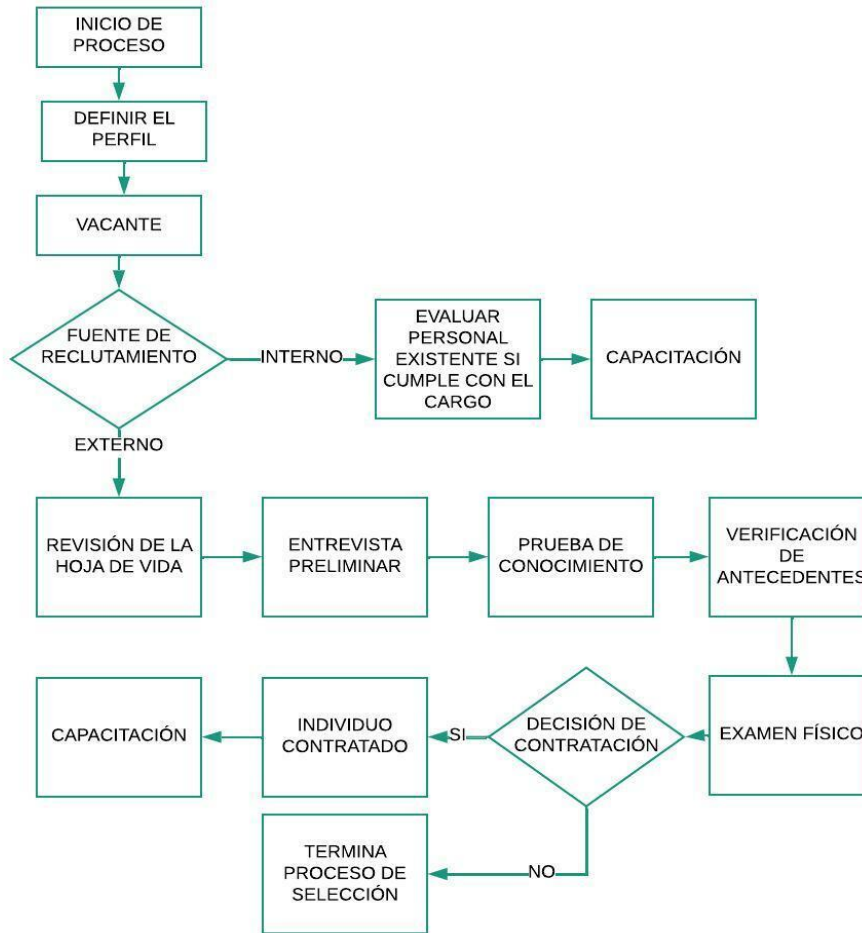 INICIO DE
PROCESO
DEFINIR EL
PERFIL
VACANTE
FUENTE DE
RECLUTAMIENTO
INTERNO
EVALUAR
PERSONAL
EXISTENTE SI
CUMPLE CON EL
CARGO
CAPACITACIÓN
EXTERNO
REVISIÓN DE LA
HOJA DE VIDA
ENTREVISTA
PRELIMINAR
PRUEBA DE
CONOCIMIENTO
VERIFICACIÓN
DE
ANTECEDENTES
EXAMEN FÍSICO
DECISIÓN DE
CONTRATACIÓN
SI
INDIVIDUO
CONTRATADO
CAPACITACIÓN
NO
TERMINA
PROCESO DE
SELECCIÓN